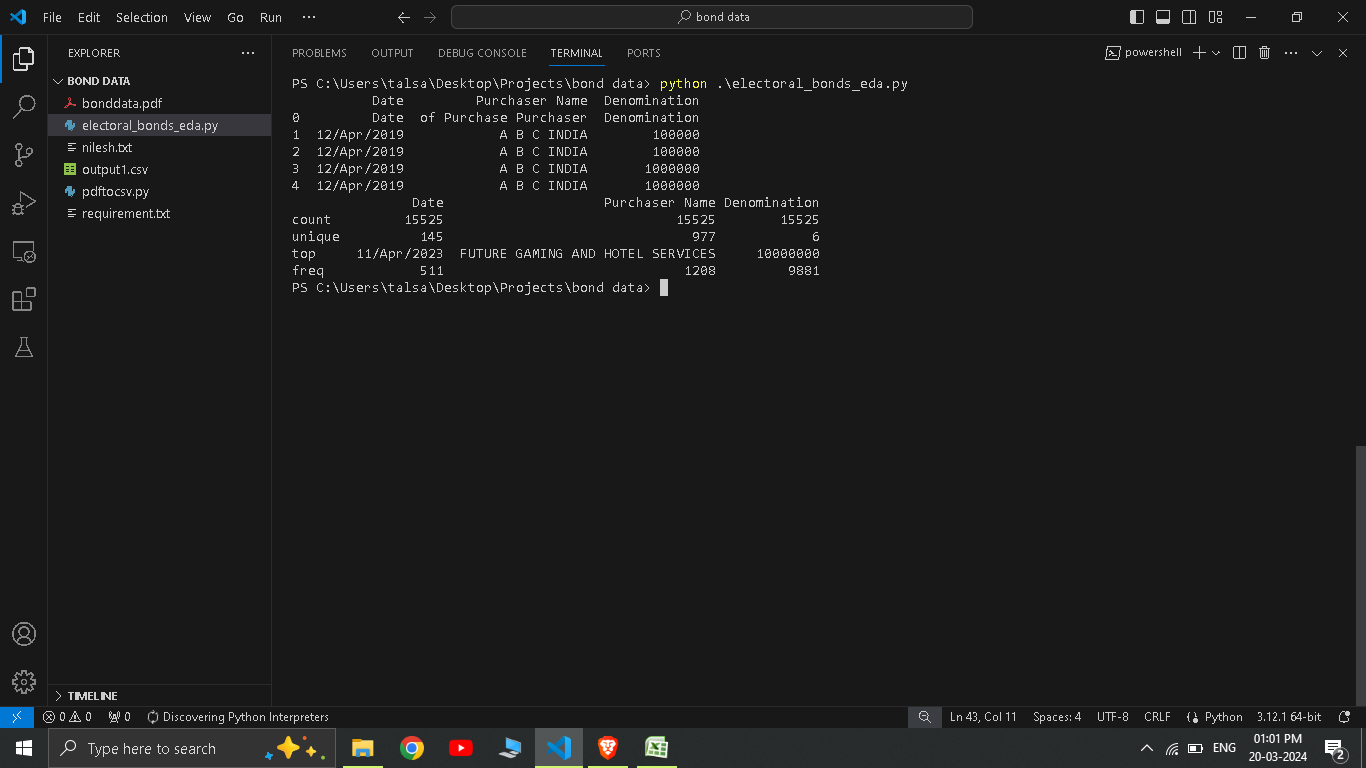 File Edit Selection View Go Run ··· bond data
EXPLORER ···
BOND DATA
bonddata.pdf
electoral_bonds_eda.py
nilesh.txt
output1.csv
pdftocsv.py
requirement.txt
TIMELINE
PROBLEMS OUTPUT DEBUG CONSOLE TERMINAL PORTS powershell
PS C:\Users\talsa\Desktop\Projects\bond data> python .\electoral_bonds_eda.py
Date Purchaser Name Denomination
0 Date of Purchase Purchaser Denomination
1 12/Apr/2019 A B C INDIA 100000
2 12/Apr/2019 A B C INDIA 100000
3 12/Apr/2019 A B C INDIA 1000000
4 12/Apr/2019 A B C INDIA 1000000
Date Purchaser Name Denomination
count 15525 15525 15525
unique 145 977 6
top 11/Apr/2023 FUTURE GAMING AND HOTEL SERVICES 10000000
freq 511 1208 9881
PS C:\Users\talsa\Desktop\Projects\bond data>
0 0 0 Discovering Python Interpreters Ln 43, Col 11 Spaces: 4 UTF-8 CRLF Python 3.12.1 64-bit
Type here to search ENG 01:01 PM
20-03-2024 2